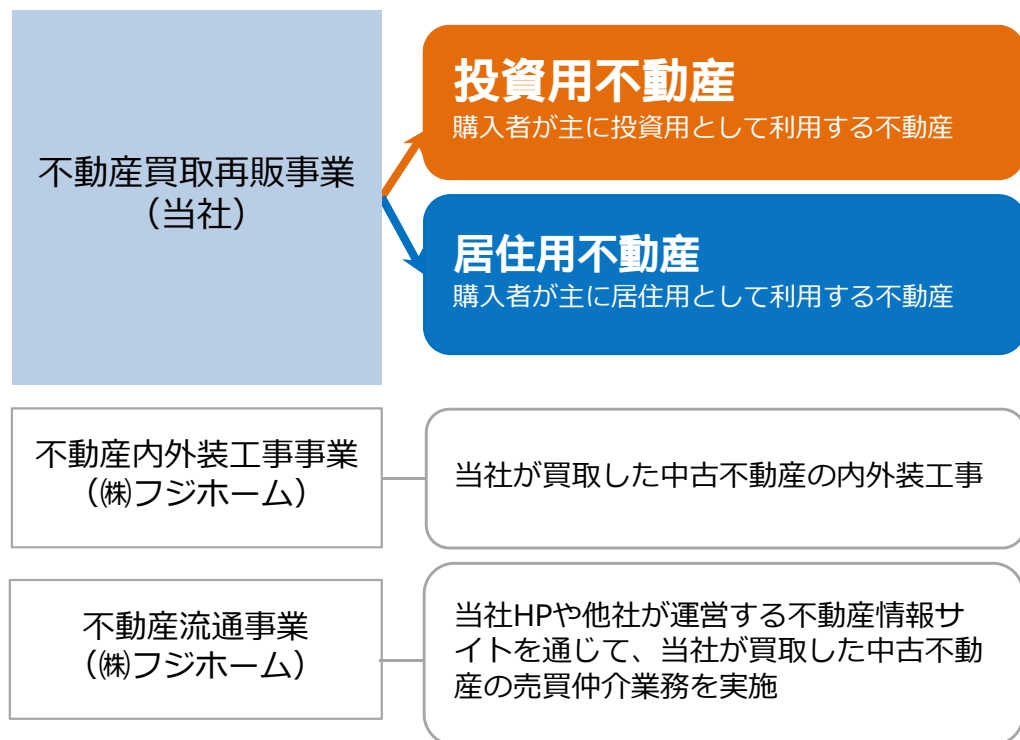 不動産買取再販事業
（当社）
投資用不動産
購入者が主に投資用として利用する不動産
居住用不動産
購入者が主に居住用として利用する不動産
不動産内外装工事事業
（㈱フジホーム）
当社が買取した中古不動産の内外装工事
不動産流通事業
（㈱フジホーム）
当社HPや他社が運営する不動産情報サ
イトを通じて、当社が買取した中古不動
産の売買仲介業務を実施